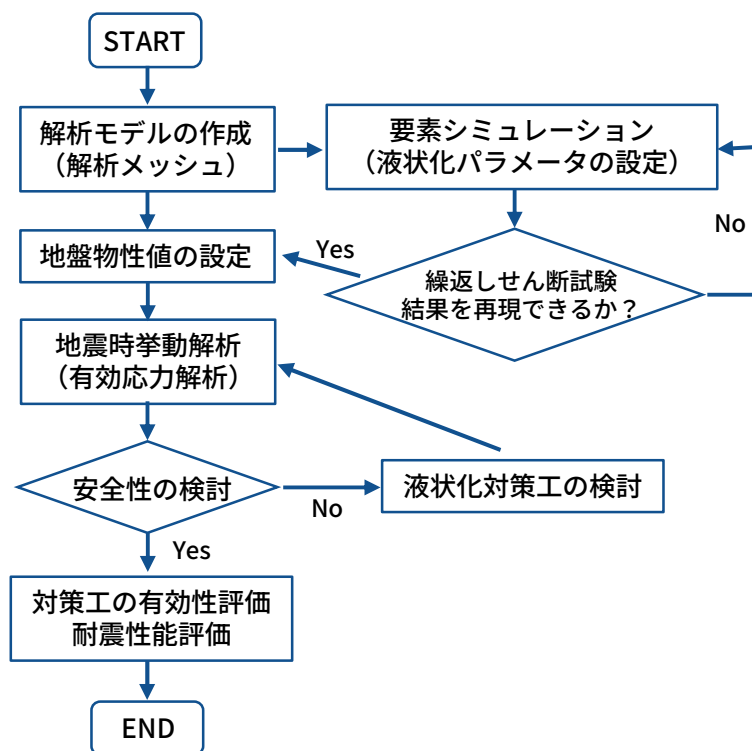 START
解析モデルの作成
（解析メッシュ）
要素シミュレーション
（液状化パラメータの設定）
No
Yes
地盤物性値の設定
繰返しせん断試験
結果を再現できるか？
地震時挙動解析
（有効応力解析）
安全性の検討
No
液状化対策工の検討
Yes
対策工の有効性評価
耐震性能評価
END